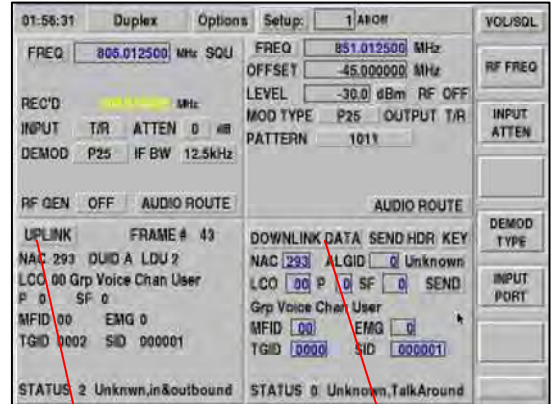 01:56:31 Duplex Options Setup: 1
FREQ 805.012500 MHz SQU
REC'D MHz
INPUT T/R ATTEN 0 dB
DEMOD P25 IF BW 12.5kHz
RF GEN OFF AUDIO ROUTE
FREQ 851.012500 MHz
OFFSET -45.000000 MHz
LEVEL -30.0 dBm RF OFF
MOD TYPE P25 OUTPUT T/R
PATTERN 1011
AUDIO ROUTE
UPLINK FRAME # 43
NAC 293 DUID A LDU2
LCO 00 Grp Voice Chan User
P 0 SF 0
MFID 00 EMG 0
TGID 0002 SID 000001
STATUS 2 Unknwn,in&outbound
DOWNLINK DATA SEND HDR KEY
NAC 293 ALGID 0 Unknown
LCO 00 P 0 SF 0 SEND
Grp Voice Chan User
MFID 00 EMG 0
TGID 0000 SID 000001
STATUS 0 Unknown,TalkAround
VOL/SQL
RF FREQ
INPUT
ATTEN
DEMOD
TYPE
INPUT
PORT